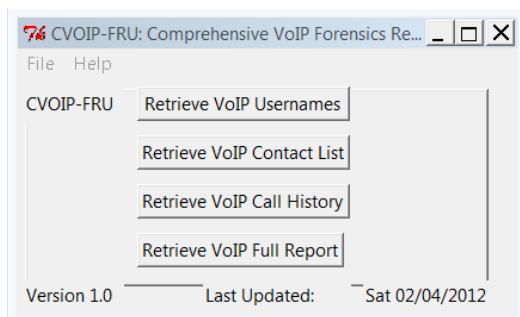 CVOIP-FRU: Comprehensive VoIP Forensics Re...
File Help
CVOIP-FRU Retrieve VoIP Usernames
Retrieve VoIP Contact List
Retrieve VoIP Call History
Retrieve VoIP Full Report
Version 1.0 Last Updated: Sat 02/04/2012